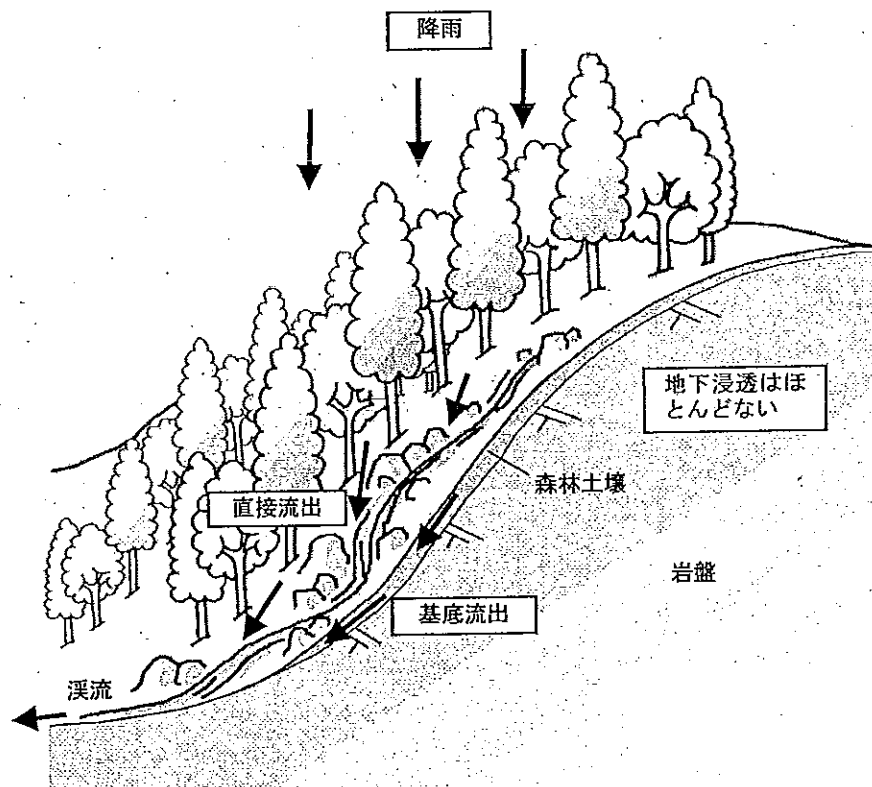 降雨
地下浸透はほ
とんどない
森林土壌
直接流出
岩盤
基底流出
渓流